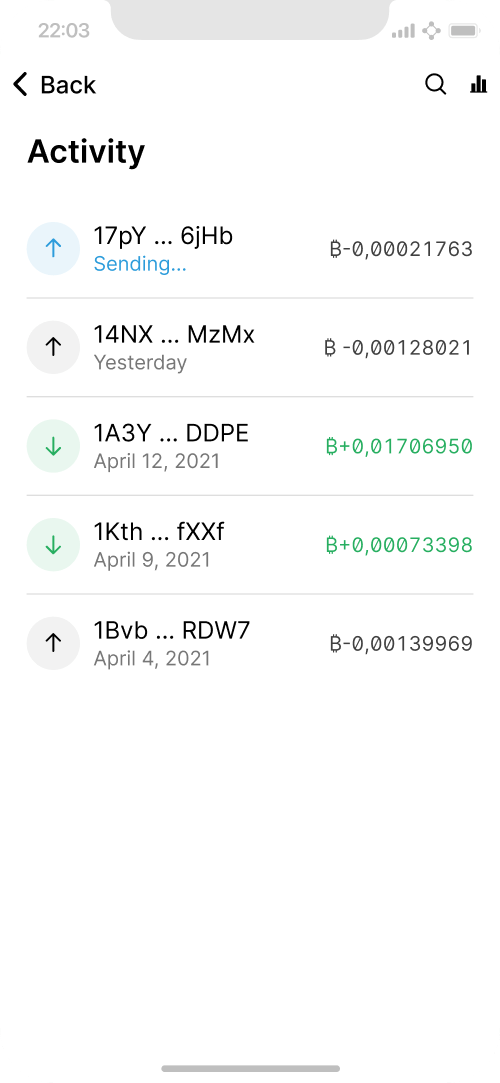 22:03
Back
Activity
17pY ... 6jHb
₿-0,00021763
Sending...
14NX ... MzMx
₿ -0,00128021
Yesterday
1A3Y ... DDPE
₿+0,01706950
April 12, 2021
1Kth ... fXXf
₿+0,00073398
April 9, 2021
1Bvb ... RDW7
₿-0,00139969
April 4, 2021